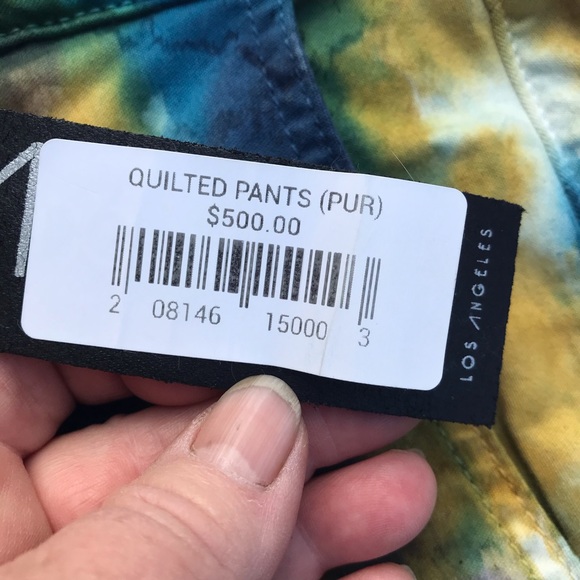 QUILTED PANTS (PUR)
$500.00
2 08146 15000 3
LOS ANGELES